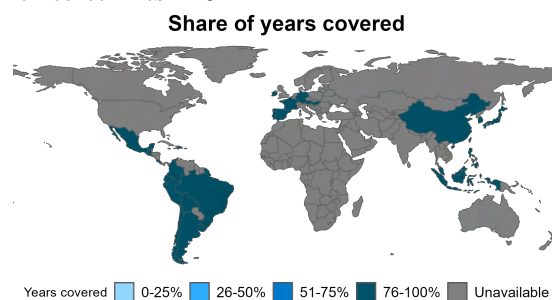 Share of years covered
Years covered 0-25% 26-50% 51-75% 76-100% Unavailable